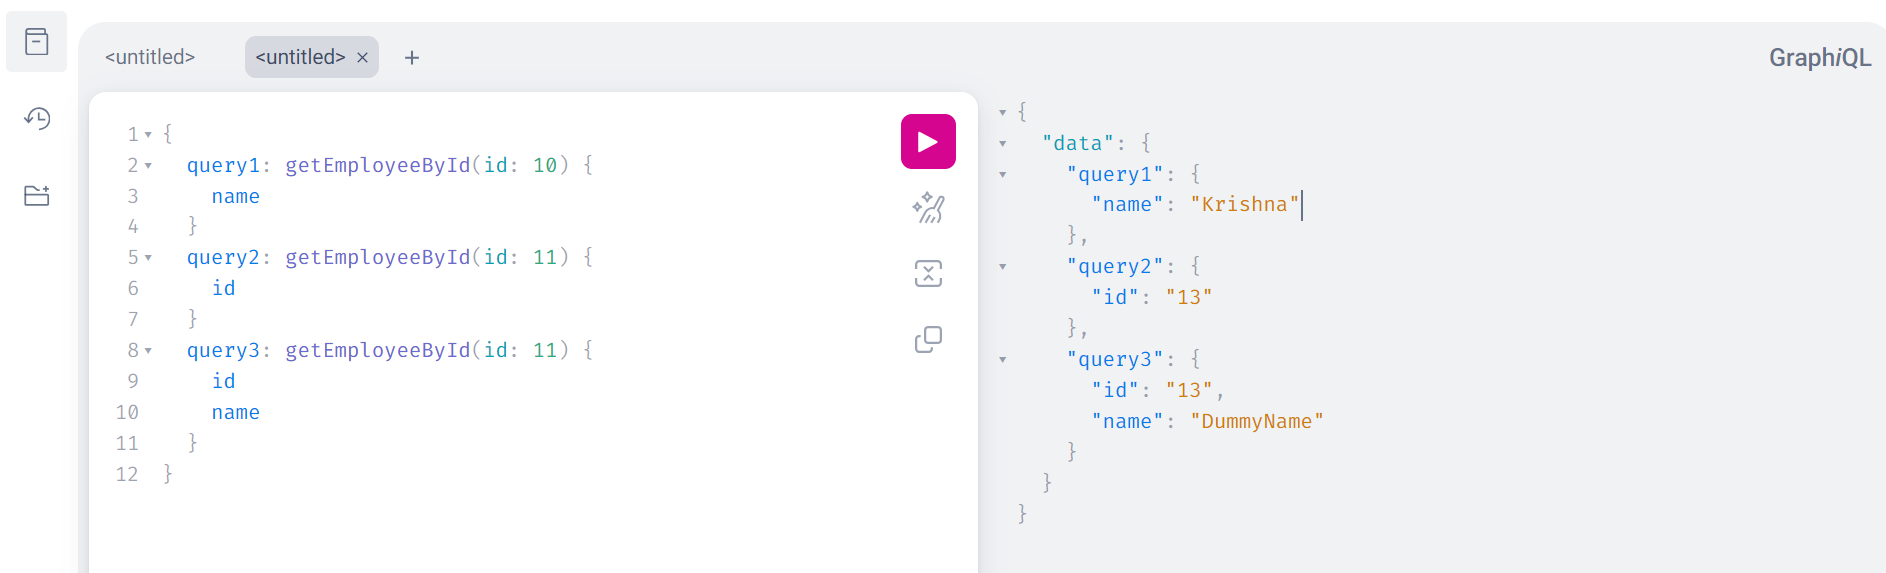 <untitled> <untitled> × + GraphiQL
1 {
2 query1: getEmployeeById(id: 10) {
3 name
4 }
5 query2: getEmployeeById(id: 11) {
6 id
7 }
8 query3: getEmployeeById(id: 11) {
9 id
10 name
11 }
12 }
{
"data": {
"query1": {
"name": "Krishna"
},
"query2": {
"id": "13"
},
"query3": {
"id": "13",
"name": "DummyName"
}
}
}